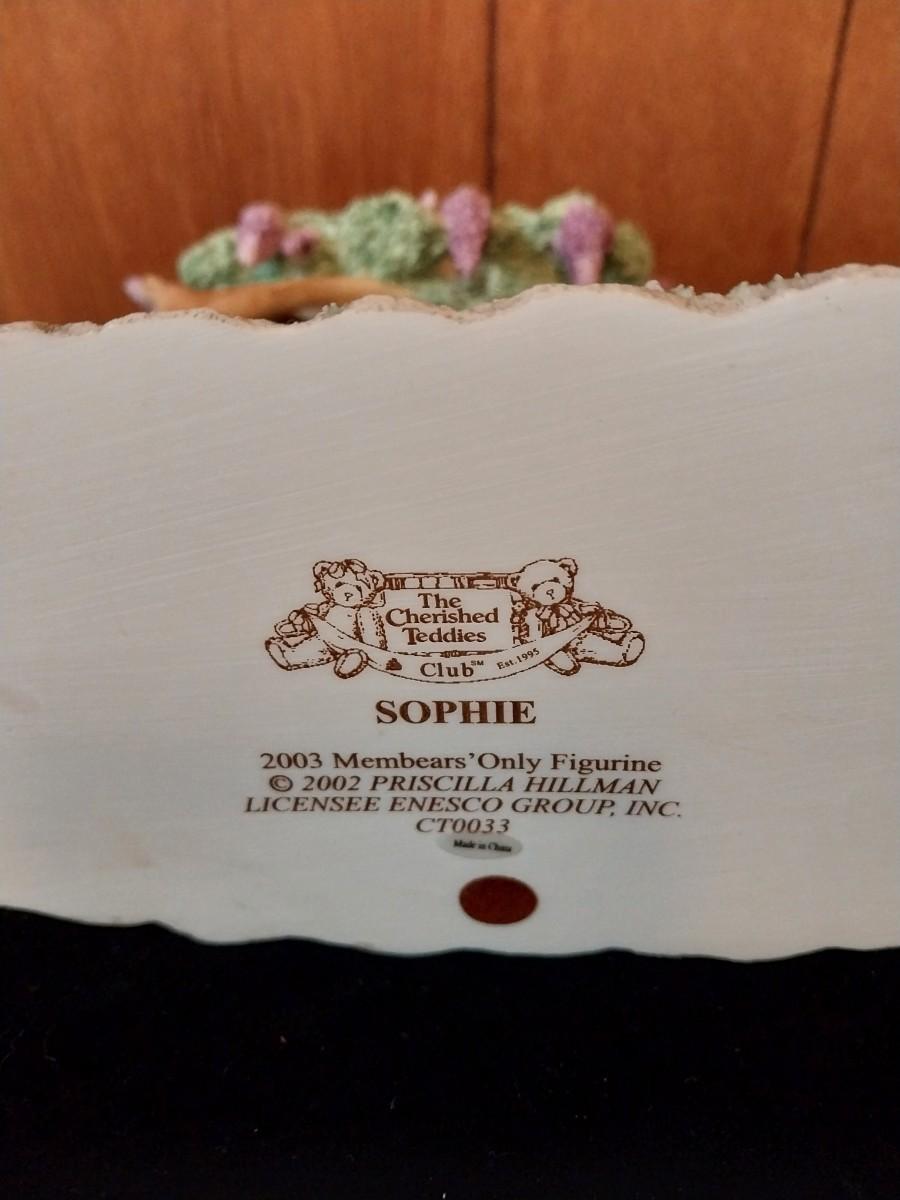 The
Cherished
Teddies
Club℠ Est.1995
SOPHIE
2003 Membears' Only Figurine
© 2002 PRISCILLA HILLMAN
LICENSEE ENESCO GROUP, INC.
CT0033
Made in China